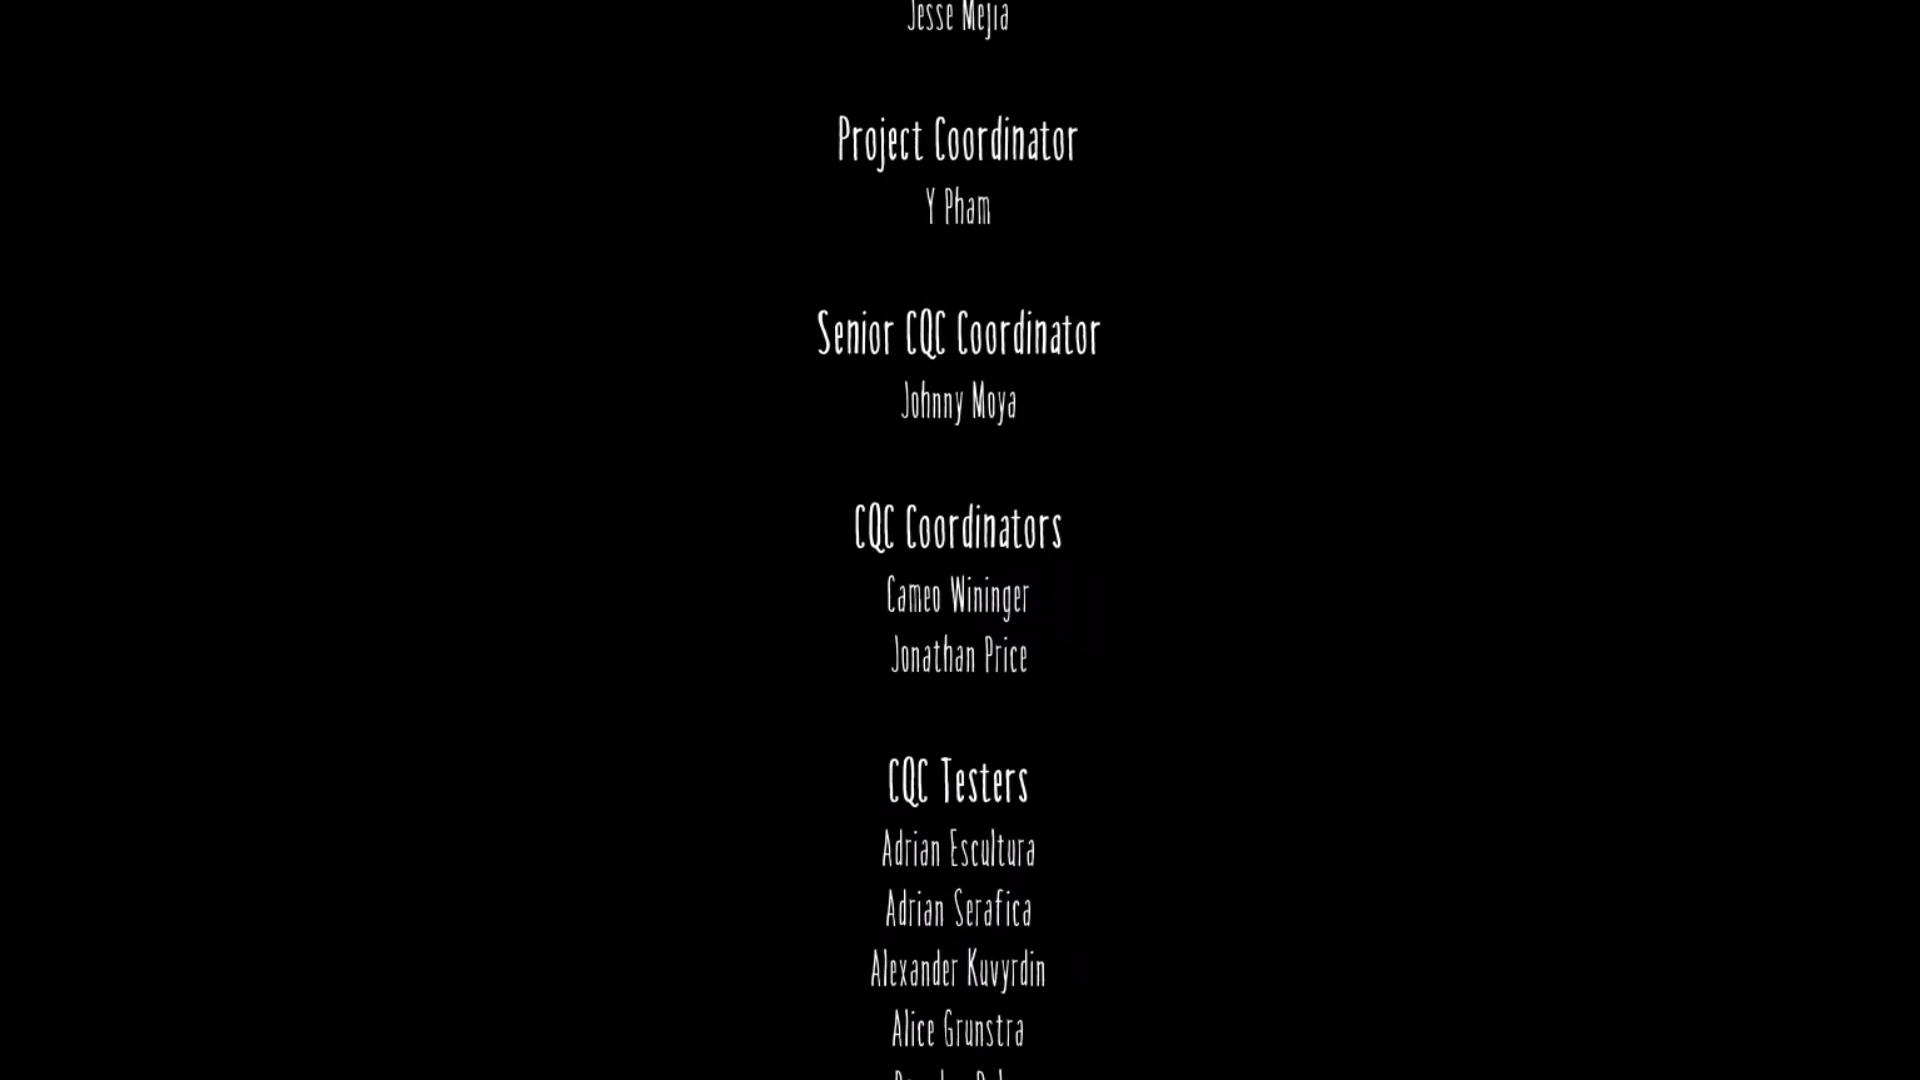 Jesse Mejia
Project Coordinator
Y Pham
Senior CQC Coordinator
Johnny Moya
CQC Coordinators
Cameo Wininger
Jonathan Price
CQC Testers
Adrian Escultura
Adrian Serafica
Alexander Kuvyrdin
Alice Grunstra